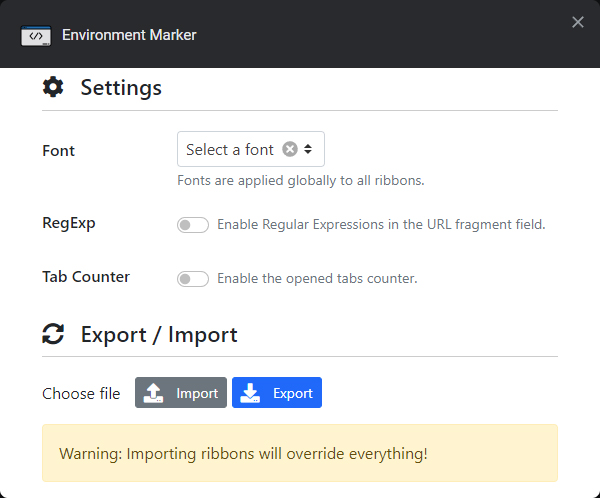 Environment Marker
Settings
Font
Select a font
Fonts are applied globally to all ribbons.
RegExp
Enable Regular Expressions in the URL fragment field.
Tab Counter
Enable the opened tabs counter.
Export / Import
Choose file
Import
Export
Warning: Importing ribbons will override everything!